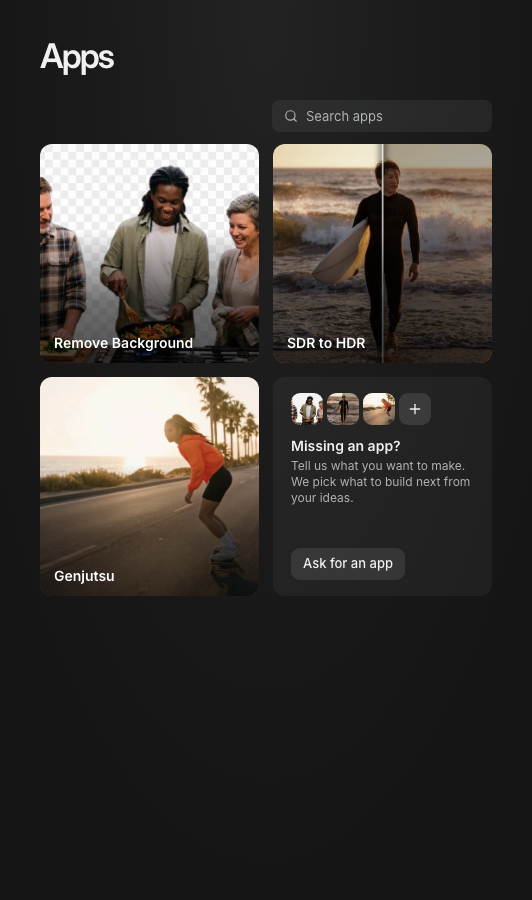 Apps
Search apps
Remove Background
SDR to HDR
Genjutsu
Missing an app?
Tell us what you want to make.
We pick what to build next from
your ideas.
Ask for an app